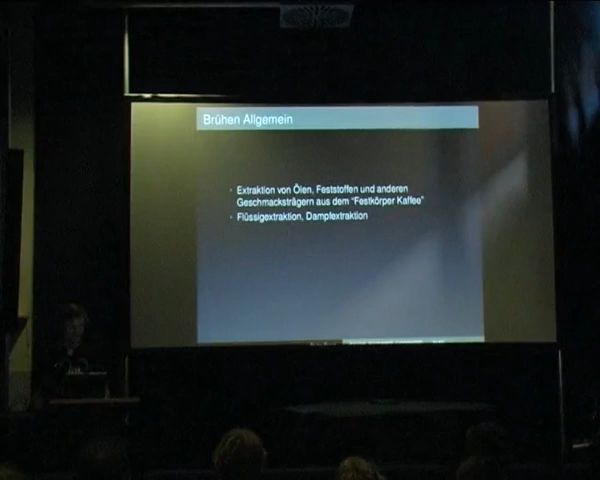 Brühen Allgemein
Extraktion von Ölen, Feststoffen und anderen
Geschmacksträgern aus dem "Festkörper Kaffee"
Flüssigextraktion, Dampfextraktion